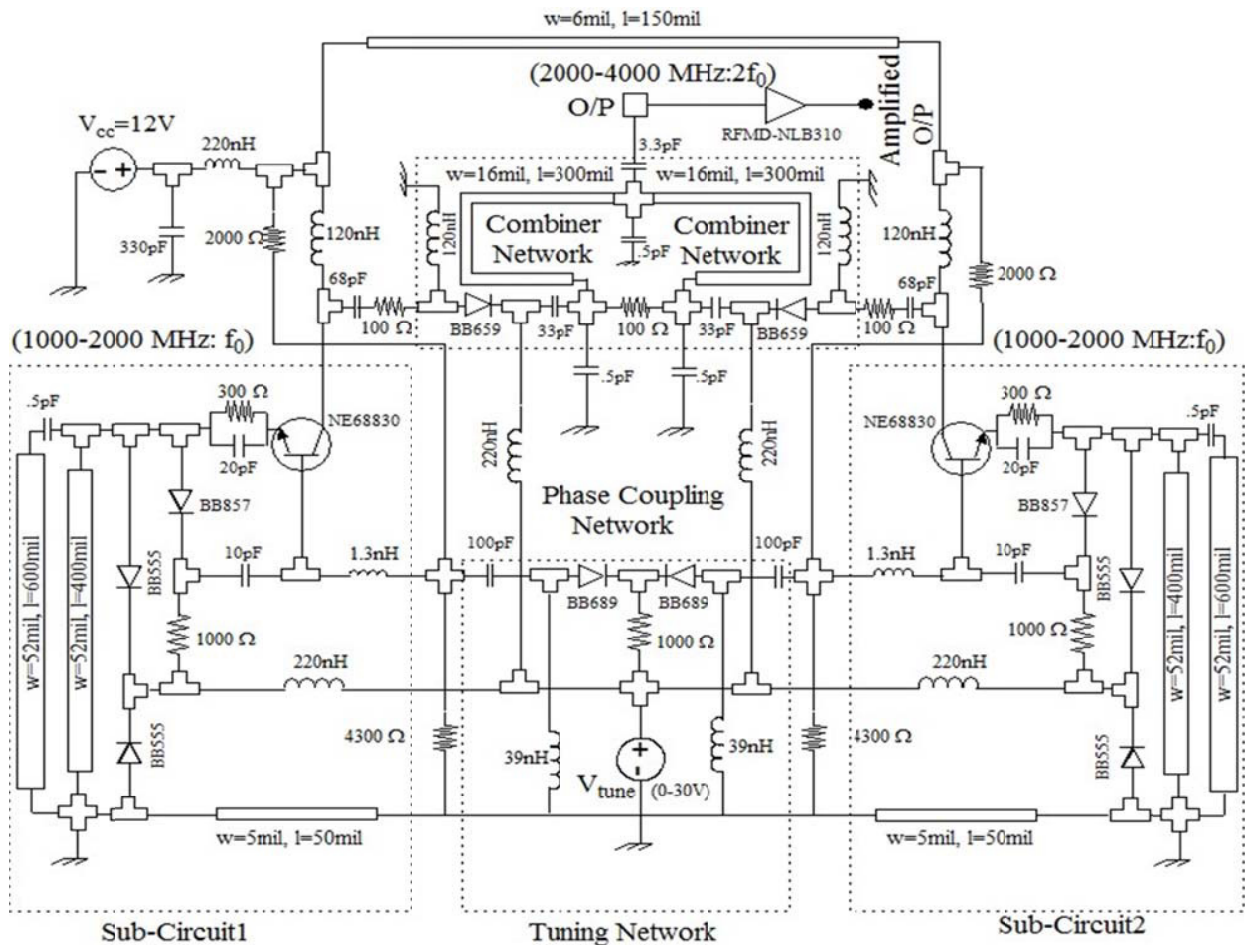 w=6mil, l=150mil
(2000-4000 MHz:2f₀)
O/P
RFMD-NLB310
Amplified
O/P
V_cc=12V
220nH
330pF
2000 Ω
120nH
3.3pF
w=16mil, l=300mil
w=16mil, l=300mil
Combiner
Network
Combiner
Network
.5pF
120nH
120nH
120nH
2000 Ω
68pF
100 Ω
BB659
33pF
100 Ω
33pF
BB659
100 Ω
68pF
.5pF
.5pF
(1000-2000 MHz: f₀)
(1000-2000 MHz:f₀)
.5pF
300 Ω
20pF
NE68830
BB857
BB555
10pF
1.3nH
1000 Ω
220nH
BB555
w=52mil, l=600mil
w=52mil, l=400mil
w=5mil, l=50mil
220nH
220nH
Phase Coupling
Network
100pF
BB689
BB689
100pF
1000 Ω
4300 Ω
39nH
V_tune
(0-30V)
39nH
4300 Ω
NE68830
300 Ω
20pF
.5pF
BB857
1.3nH
10pF
BB555
1000 Ω
220nH
BB555
w=52mil, l=400mil
w=52mil, l=600mil
w=5mil, l=50mil
Sub-Circuit1
Tuning Network
Sub-Circuit2